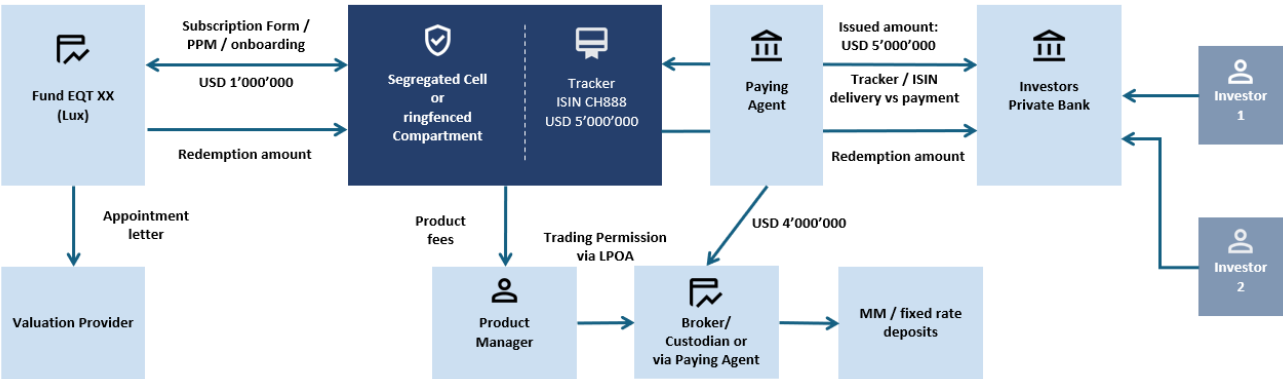 Fund EQT XX
(Lux)
Subscription Form /
PPM / onboarding
USD 1’000’000
Redemption amount
Segregated Cell
or
ringfenced
Compartment
Tracker
ISIN CH888
USD 5’000’000
Paying
Agent
Issued amount:
USD 5’000’000
Tracker / ISIN
delivery vs payment
Redemption amount
Investors
Private Bank
Investor
1
Investor
2
Appointment
letter
Product
fees
Trading Permission
via LPOA
USD 4’000’000
Valuation Provider
Product
Manager
Broker/
Custodian or
via Paying Agent
MM / fixed rate
deposits